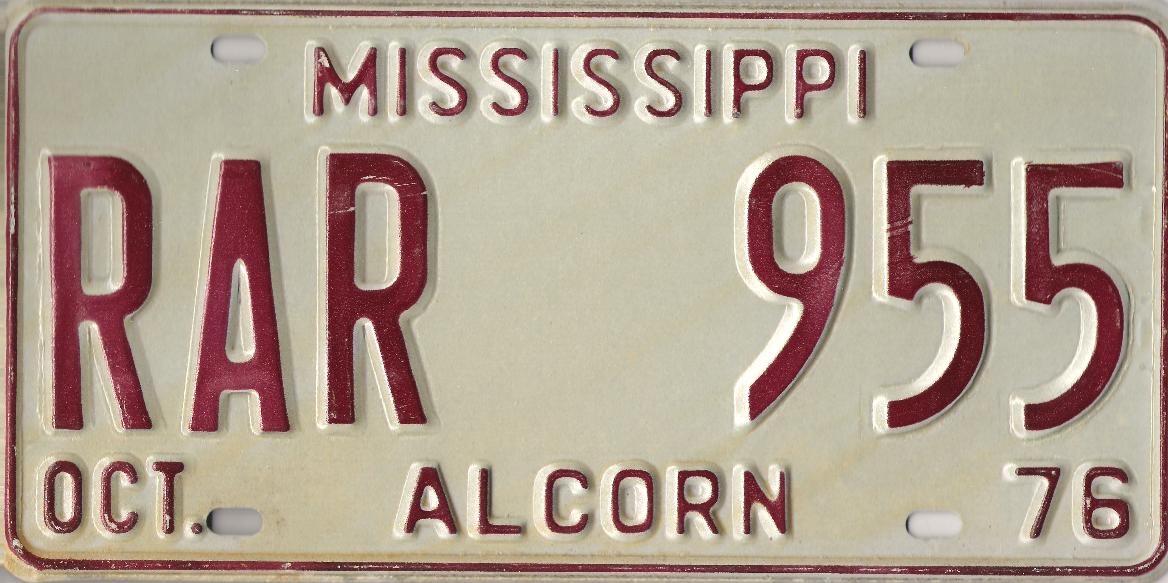 MISSISSIPPI
RAR 955
OCT. ALCORN 76